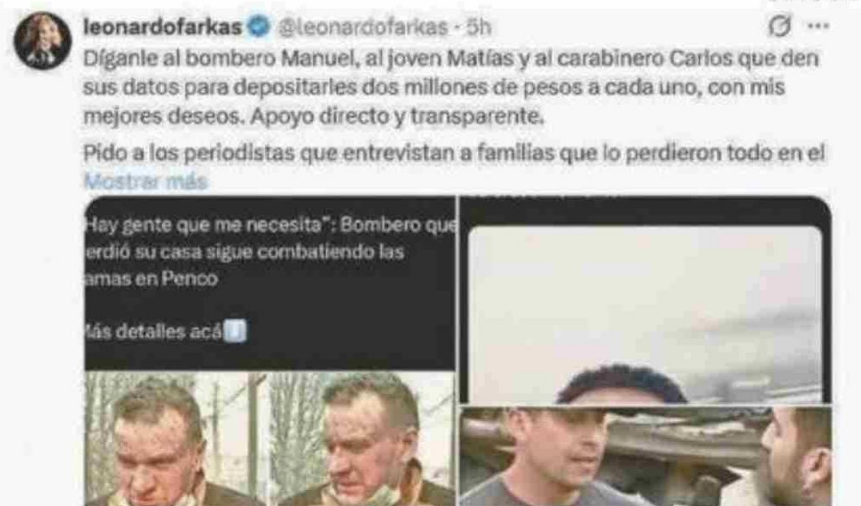 leonardofarkas @leonardofarkas · 5h
Díganle al bombero Manuel, al joven Matías y al carabinero Carlos que den
sus datos para depositarles dos millones de pesos a cada uno, con mis
mejores deseos. Apoyo directo y transparente.
Pido a los periodistas que entrevistan a familias que lo perdieron todo en el
Mostrar más
Hay gente que me necesita": Bombero que
erdió su casa sigue combatiendo las
amas en Penco
Más detalles acá